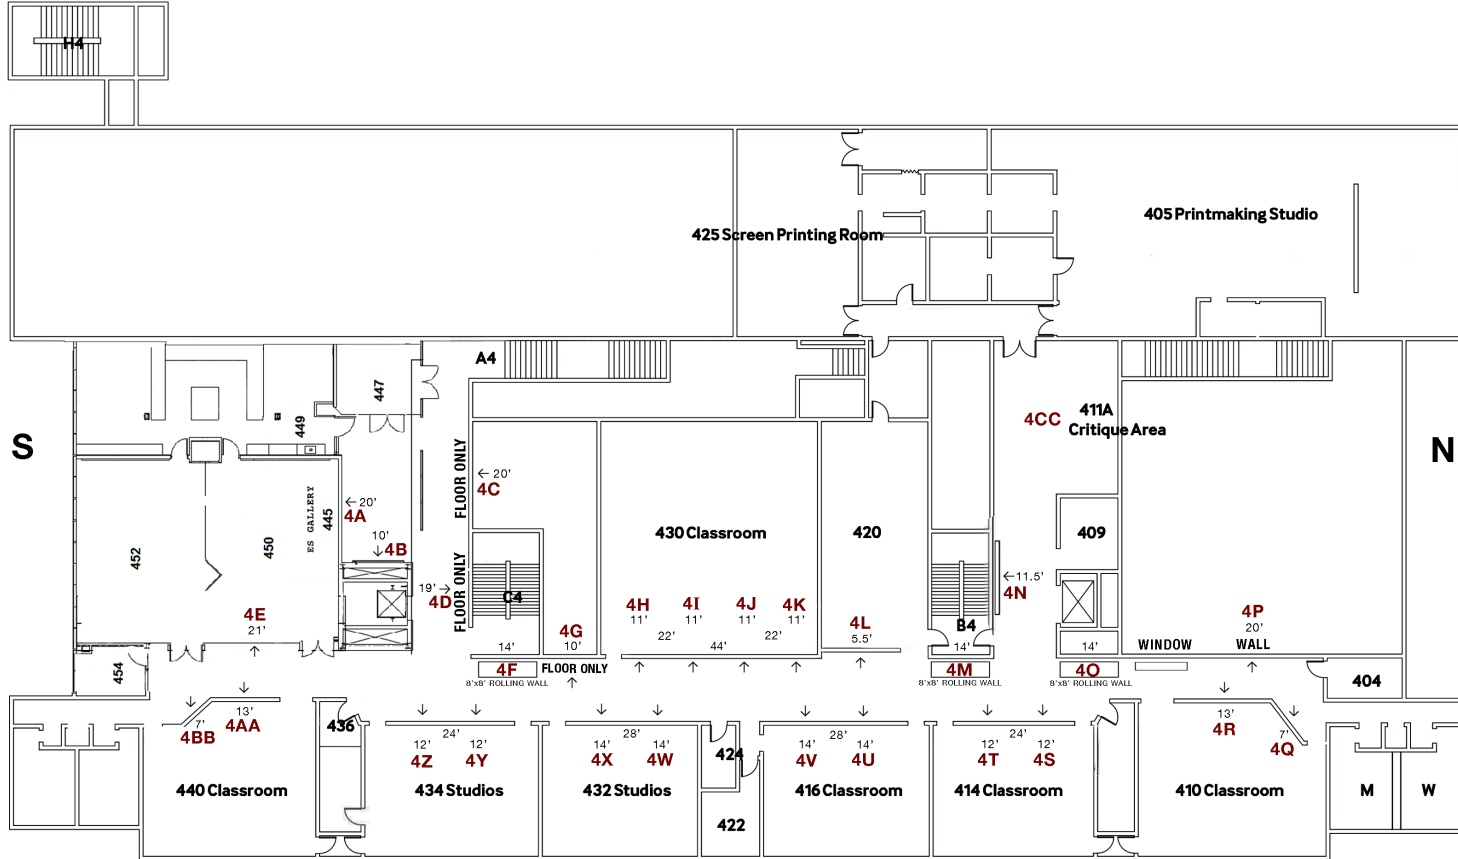 H4
405 Printmaking Studio
425 Screen Printing Room
A4
447
449
4CC
411A
Critique Area
S
N
FLOOR ONLY
← 20'
4C
ES GALLERY
445
← 20'
4A
10'
4B
452
450
430 Classroom
420
409
FLOOR ONLY
19' →
4D
C4
← 11.5'
4N
4E
21'
4H
11'
4I
11'
4J
11'
4K
11'
22'
22'
44'
4G
10'
4L
5.5'
B4
14'
14'
14'
4P
20'
WINDOW
WALL
454
4F
8'x8' ROLLING WALL
FLOOR ONLY
4M
8'x8' ROLLING WALL
4O
8'x8' ROLLING WALL
404
7'
4BB
13'
4AA
436
24'
12'
4Z
12'
4Y
28'
14'
4X
14'
4W
424
28'
14'
4V
14'
4U
24'
12'
4T
12'
4S
13'
4R
7'
4Q
440 Classroom
434 Studios
432 Studios
416 Classroom
414 Classroom
410 Classroom
M
W
422